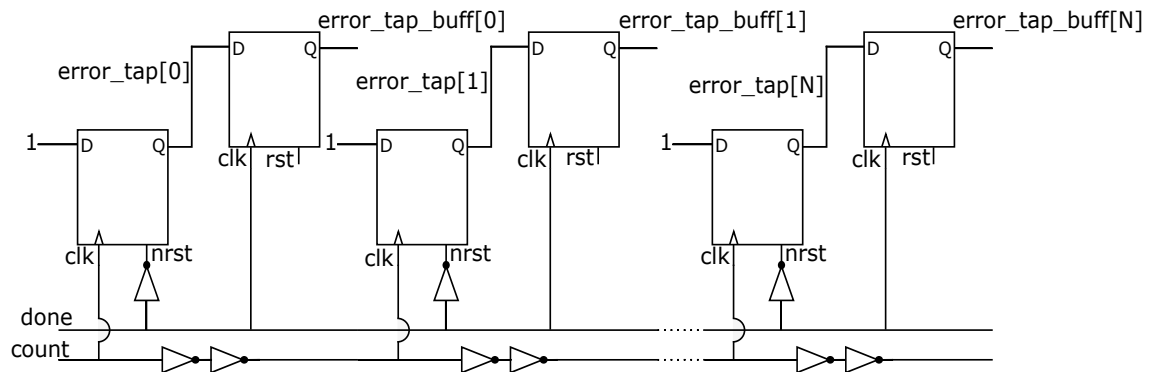 error_tap_buff[0] error_tap_buff[1] error_tap_buff[N]
D Q D Q D Q
error_tap[0] error_tap[1] error_tap[N]
1 D Q clk rst 1 D Q clk rst 1 D Q clk rst
clk nrst clk nrst clk nrst
done
count